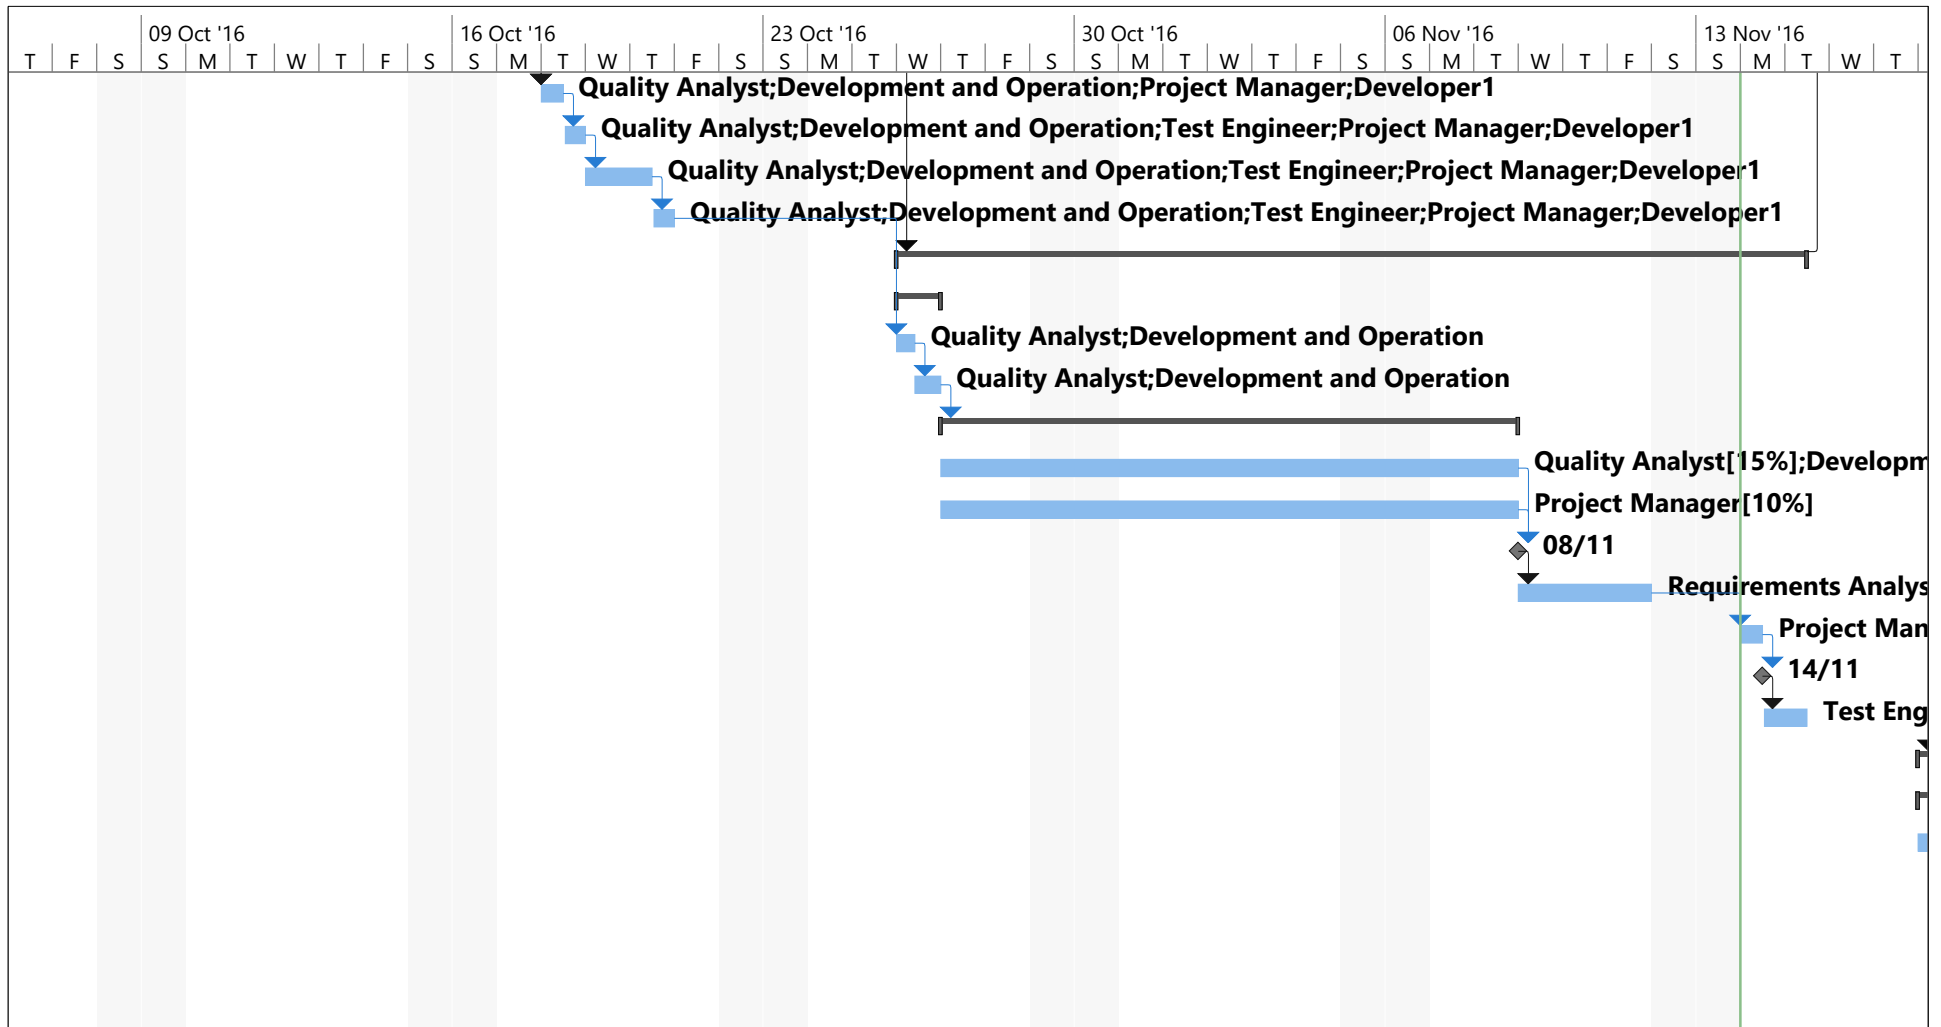 09 Oct '16 16 Oct '16 23 Oct '16 30 Oct '16 06 Nov '16 13 Nov '16
T F S S M T W T F S S M T W T F S S M T W T F S S M T W T F S S M T W T F S S M T W T
Quality Analyst;Development and Operation;Project Manager;Developer1
Quality Analyst;Development and Operation;Test Engineer;Project Manager;Developer1
Quality Analyst;Development and Operation;Test Engineer;Project Manager;Developer1
Quality Analyst;Development and Operation;Test Engineer;Project Manager;Developer1
Quality Analyst;Development and Operation
Quality Analyst;Development and Operation
Quality Analyst[15%];Developm
Project Manager[10%]
08/11
Requirements Analys
Project Man
14/11
Test Eng